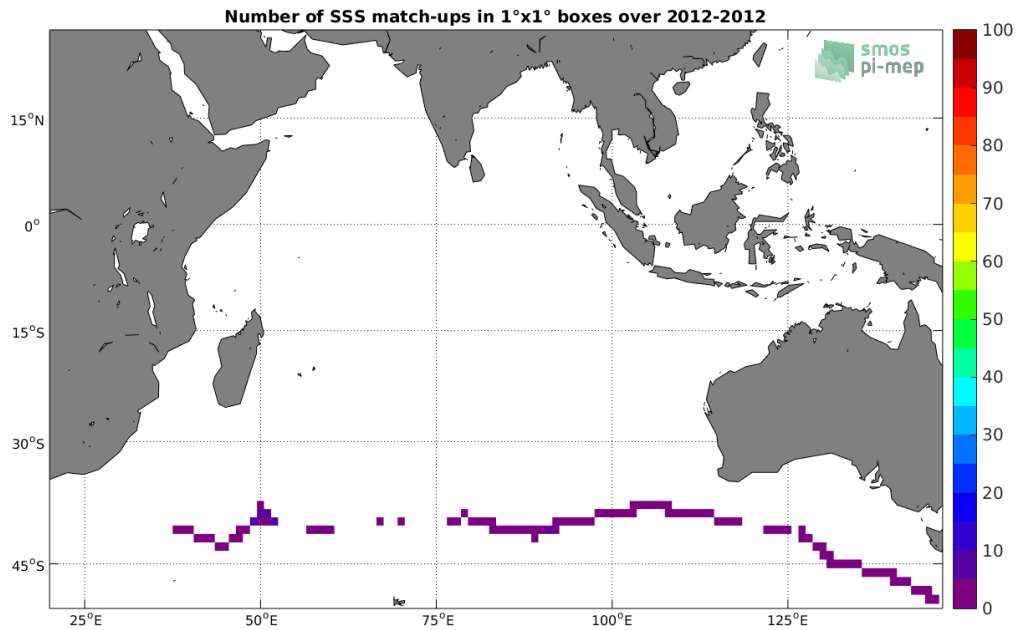 Number of SSS match-ups in 1°x1° boxes over 2012-2012
smos
pi-mep
100
90
80
70
60
50
40
30
20
10
0
15°N
0°
15°S
30°S
45°S
25°E
50°E
75°E
100°E
125°E